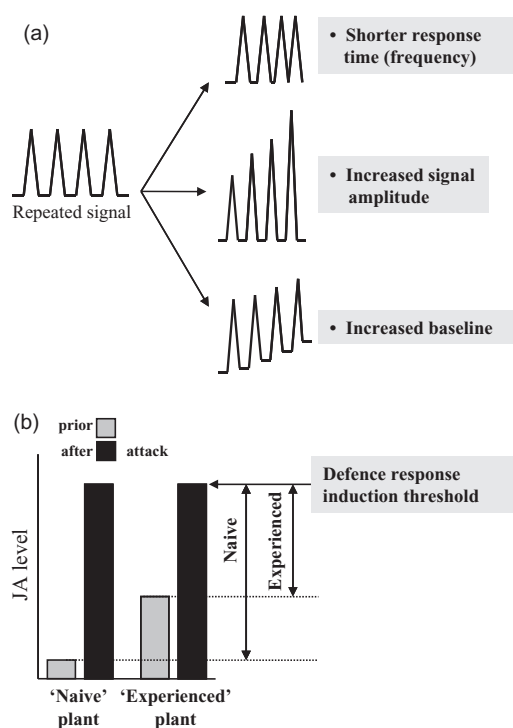 (a)
• Shorter response
time (frequency)
Repeated signal
• Increased signal
amplitude
• Increased baseline
(b)
prior
after attack
Defence response
induction threshold
JA level
Naive
Experienced
‘Naive’ ‘Experienced’
plant plant